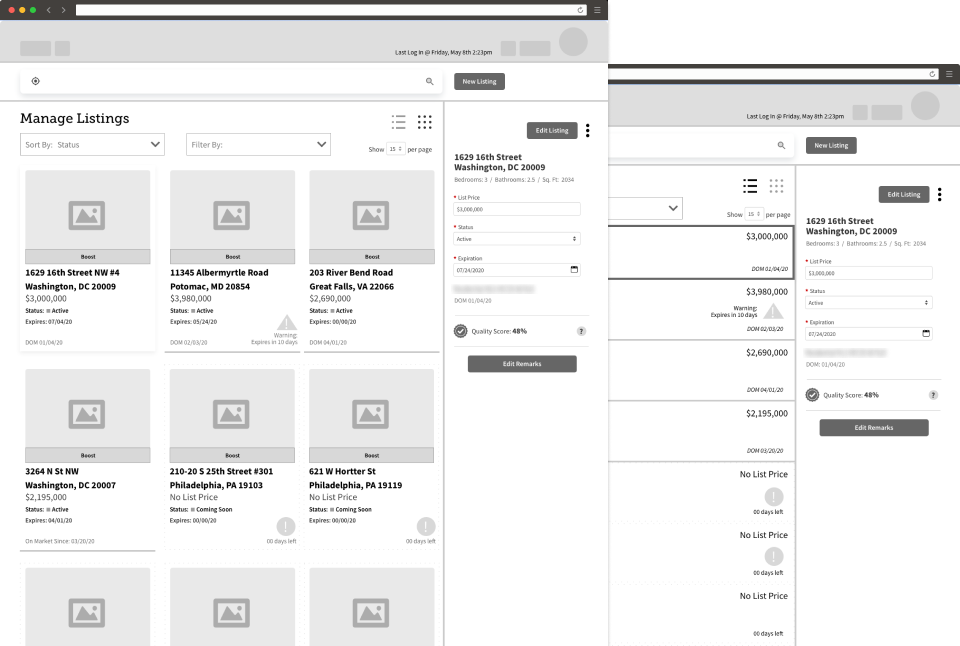 Last Log In @ Friday, May 8th 2:23pm
New Listing
Manage Listings
Sort By: Status
Filter By:
Show 15 per page
Boost
1629 16th Street NW #4
Washington, DC 20009
$3,000,000
Status: Active
Expires: 07/04/20
DOM 01/04/20
Boost
11345 Albermyrtle Road
Potomac, MD 20854
$3,980,000
Status: Active
Expires: 05/24/20
Warning:
Expires in 10 days
DOM 02/03/20
Boost
203 River Bend Road
Great Falls, VA 22066
$2,690,000
Status: Active
Expires: 00/00/20
DOM 04/01/20
Boost
3264 N St NW
Washington, DC 20007
$2,195,000
Status: Active
Expires: 04/01/20
On Market Since: 03/20/20
Boost
210-20 S 25th Street #301
Philadelphia, PA 19103
No List Price
Status: Coming Soon
Expires: 00/00/20
00 days left
Boost
621 W Hortter St
Philadelphia, PA 19119
No List Price
Status: Coming Soon
Expires: 00/00/20
00 days left
Edit Listing
1629 16th Street
Washington, DC 20009
Bedrooms: 3 / Bathrooms: 2.5 / Sq. Ft: 2034
* List Price
$3,000,000
* Status
Active
* Expiration
07/24/2020
DOM 01/04/20
Quality Score: 48%
?
Edit Remarks
Last Log In @ Friday, May 8th 2:23pm
New Listing
Show 15 per page
$3,000,000
DOM 01/04/20
$3,980,000
Warning:
Expires in 10 days
DOM 02/03/20
$2,690,000
DOM 04/01/20
$2,195,000
DOM 03/20/20
No List Price
00 days left
No List Price
00 days left
No List Price
00 days left
Edit Listing
1629 16th Street
Washington, DC 20009
Bedrooms: 3 / Bathrooms: 2.5 / Sq. Ft: 2034
* List Price
$3,000,000
* Status
Active
* Expiration
07/24/2020
DOM: 01/04/20
Quality Score: 48%
?
Edit Remarks